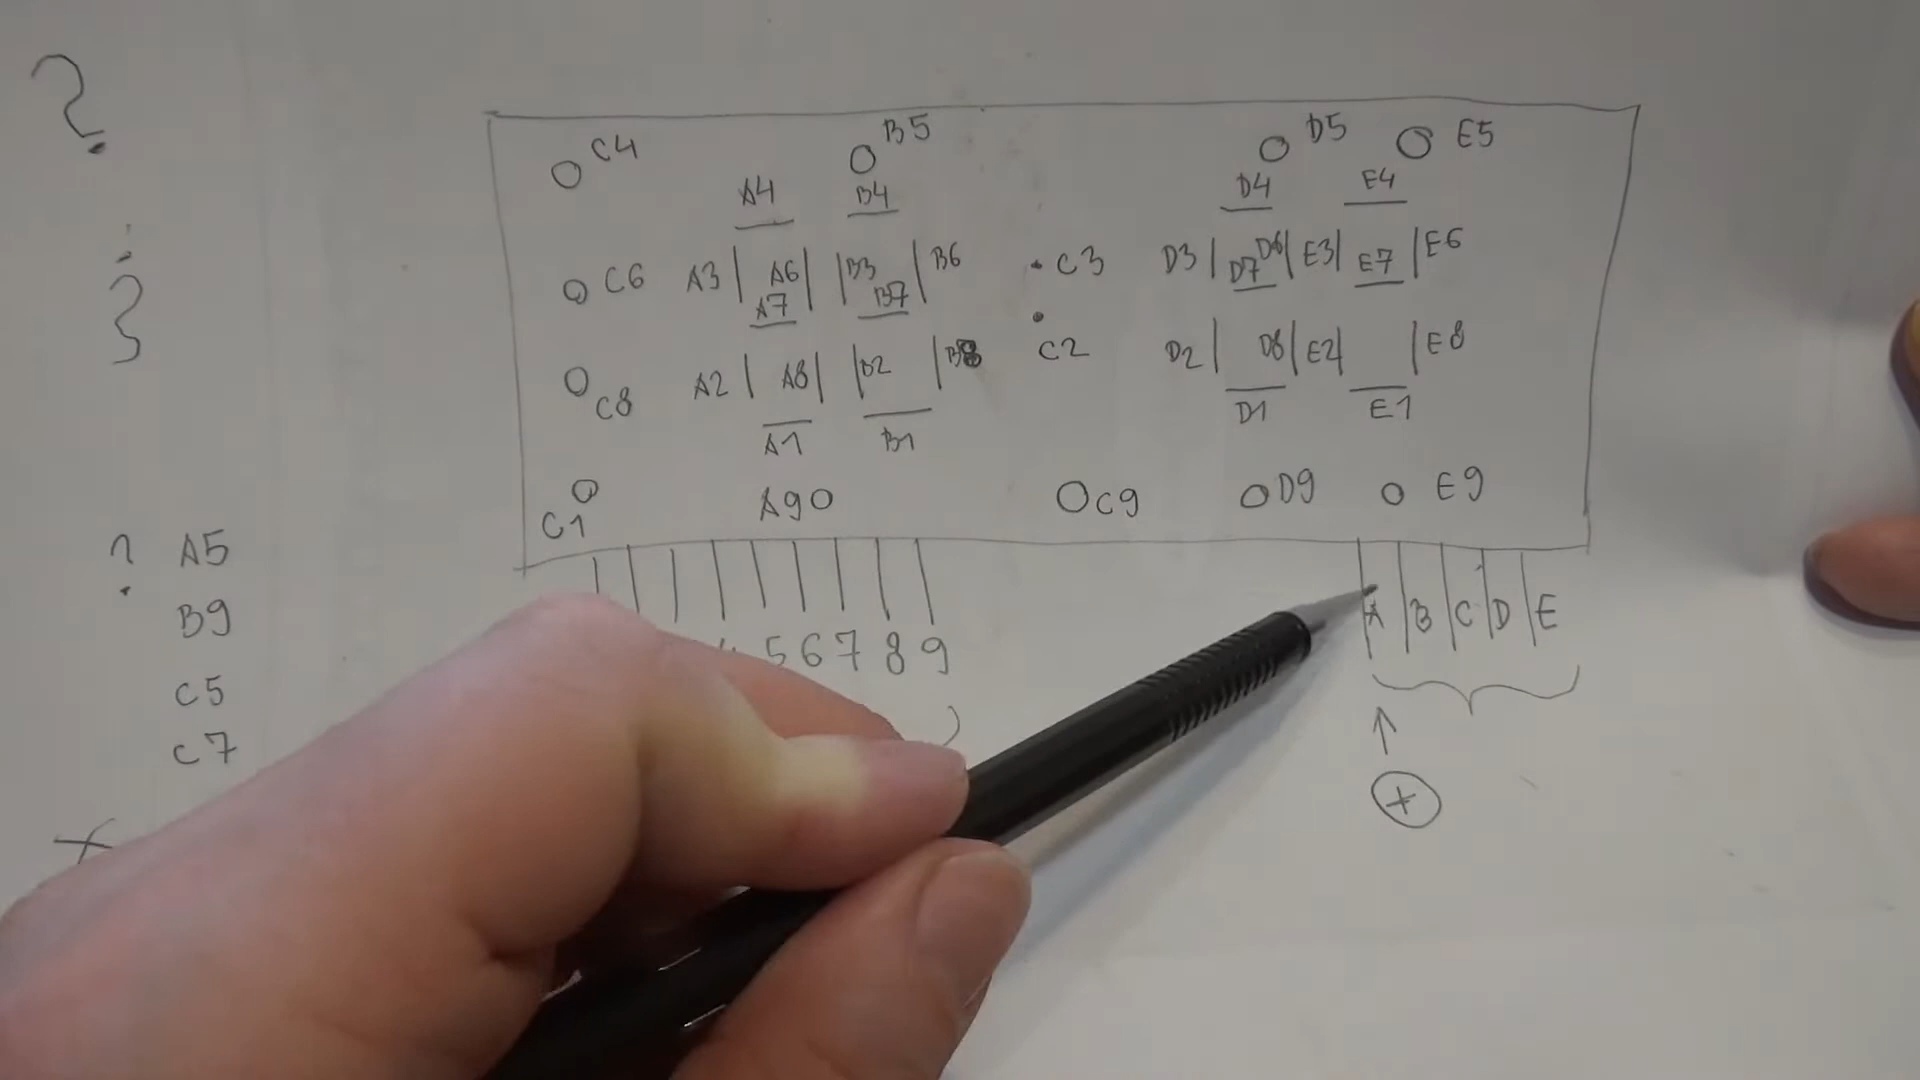 ?
C4 B5 D5 E5
A4 B4 D4 E4
C6 A3 A6 B3 B6 C3 D3 D6 E3 E6
A7 B7 D7 E7
C8 A2 A8 B2 B8 C2 D2 D8 E2 E8
A1 B1 D1 E1
C1 A9 C9 D9 E9
? A5
B9
C5
C7
5 6 7 8 9
A B C D E
+